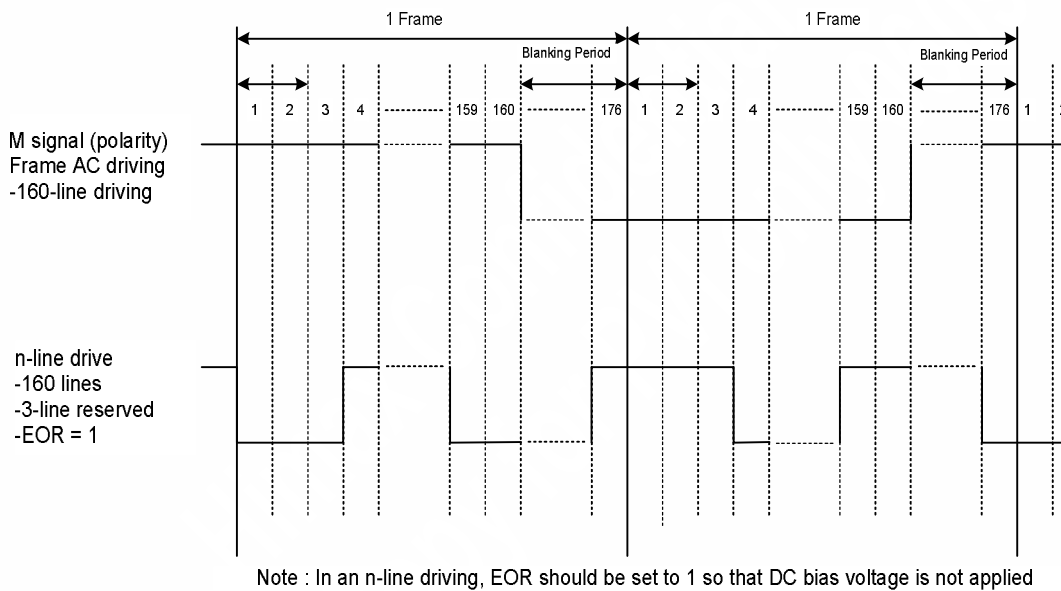 1 Frame
1 Frame
Blanking Period
Blanking Period
1 2 3 4 159 160 176 1 2 3 4 159 160 176 1
M signal (polarity)
Frame AC driving
-160-line driving
n-line drive
-160 lines
-3-line reserved
-EOR = 1
Note : In an n-line driving, EOR should be set to 1 so that DC bias voltage is not applied